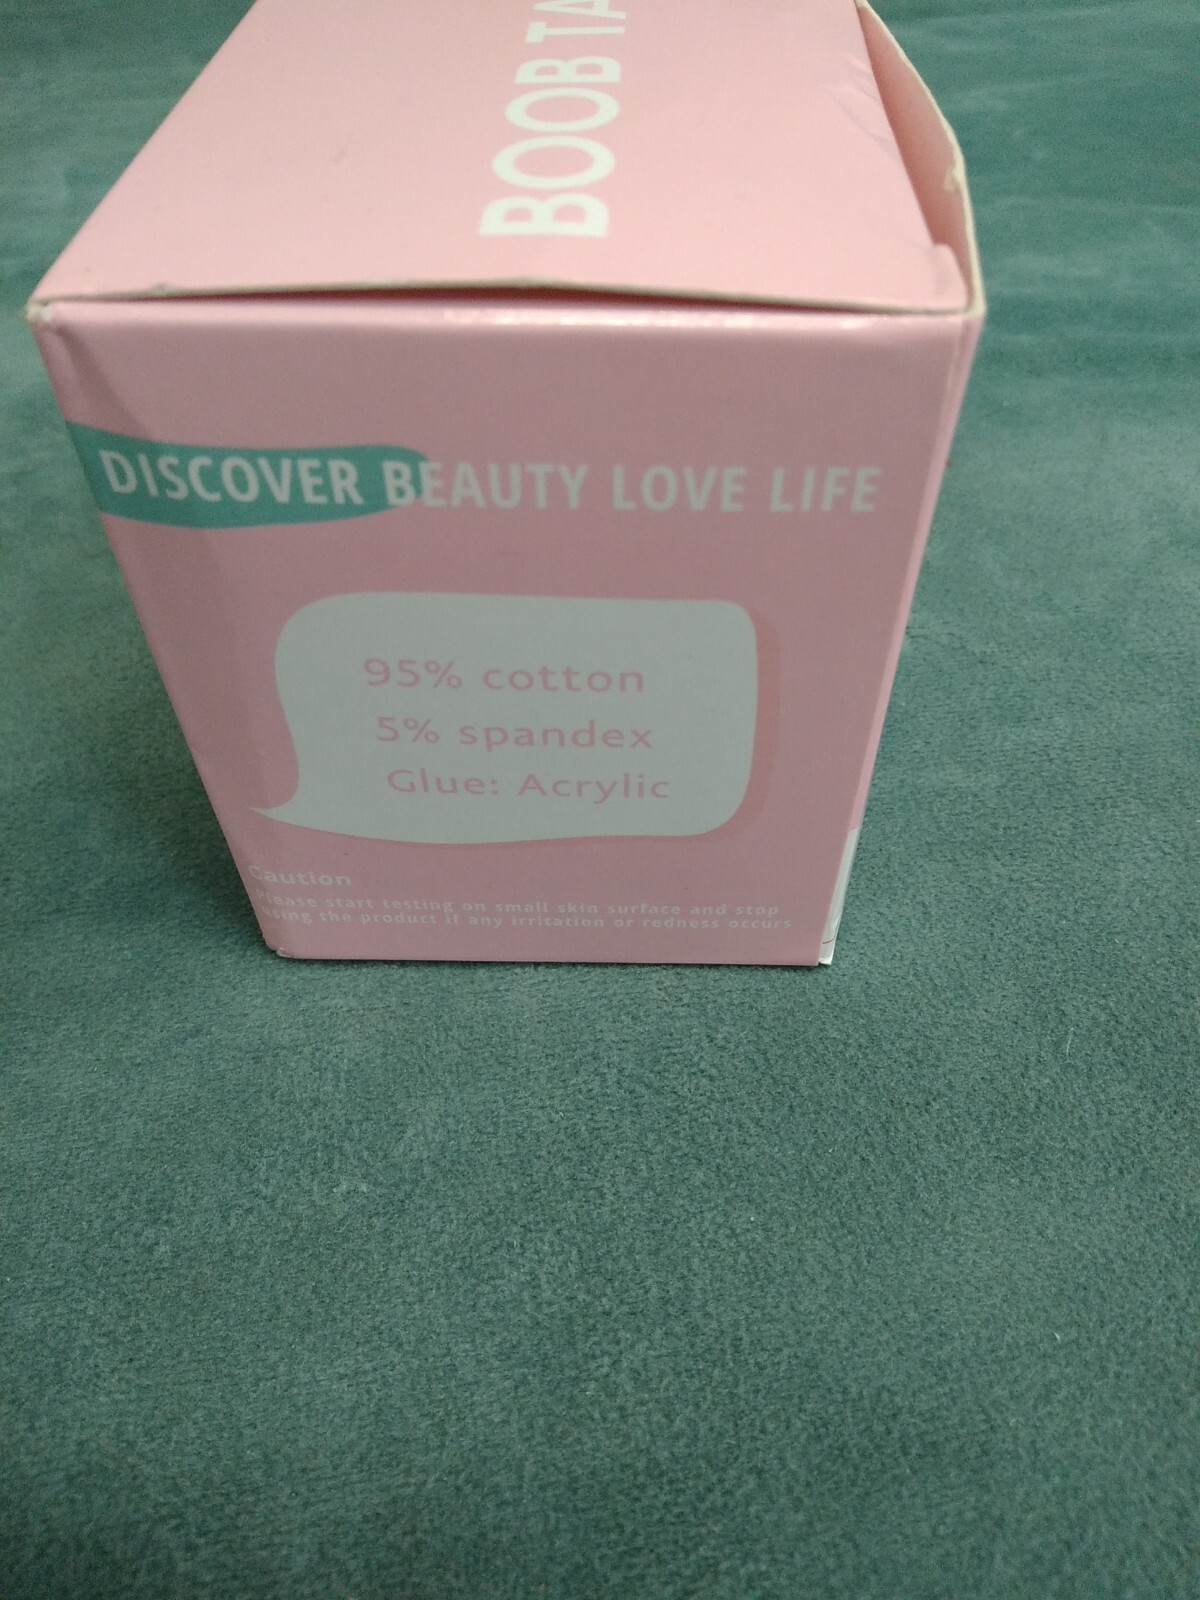 BOOB TA
DISCOVER BEAUTY LOVE LIFE
95% cotton
5% spandex
Glue: Acrylic
Caution
Please start testing on small skin surface and stop
using the product if any irritation or redness occurs